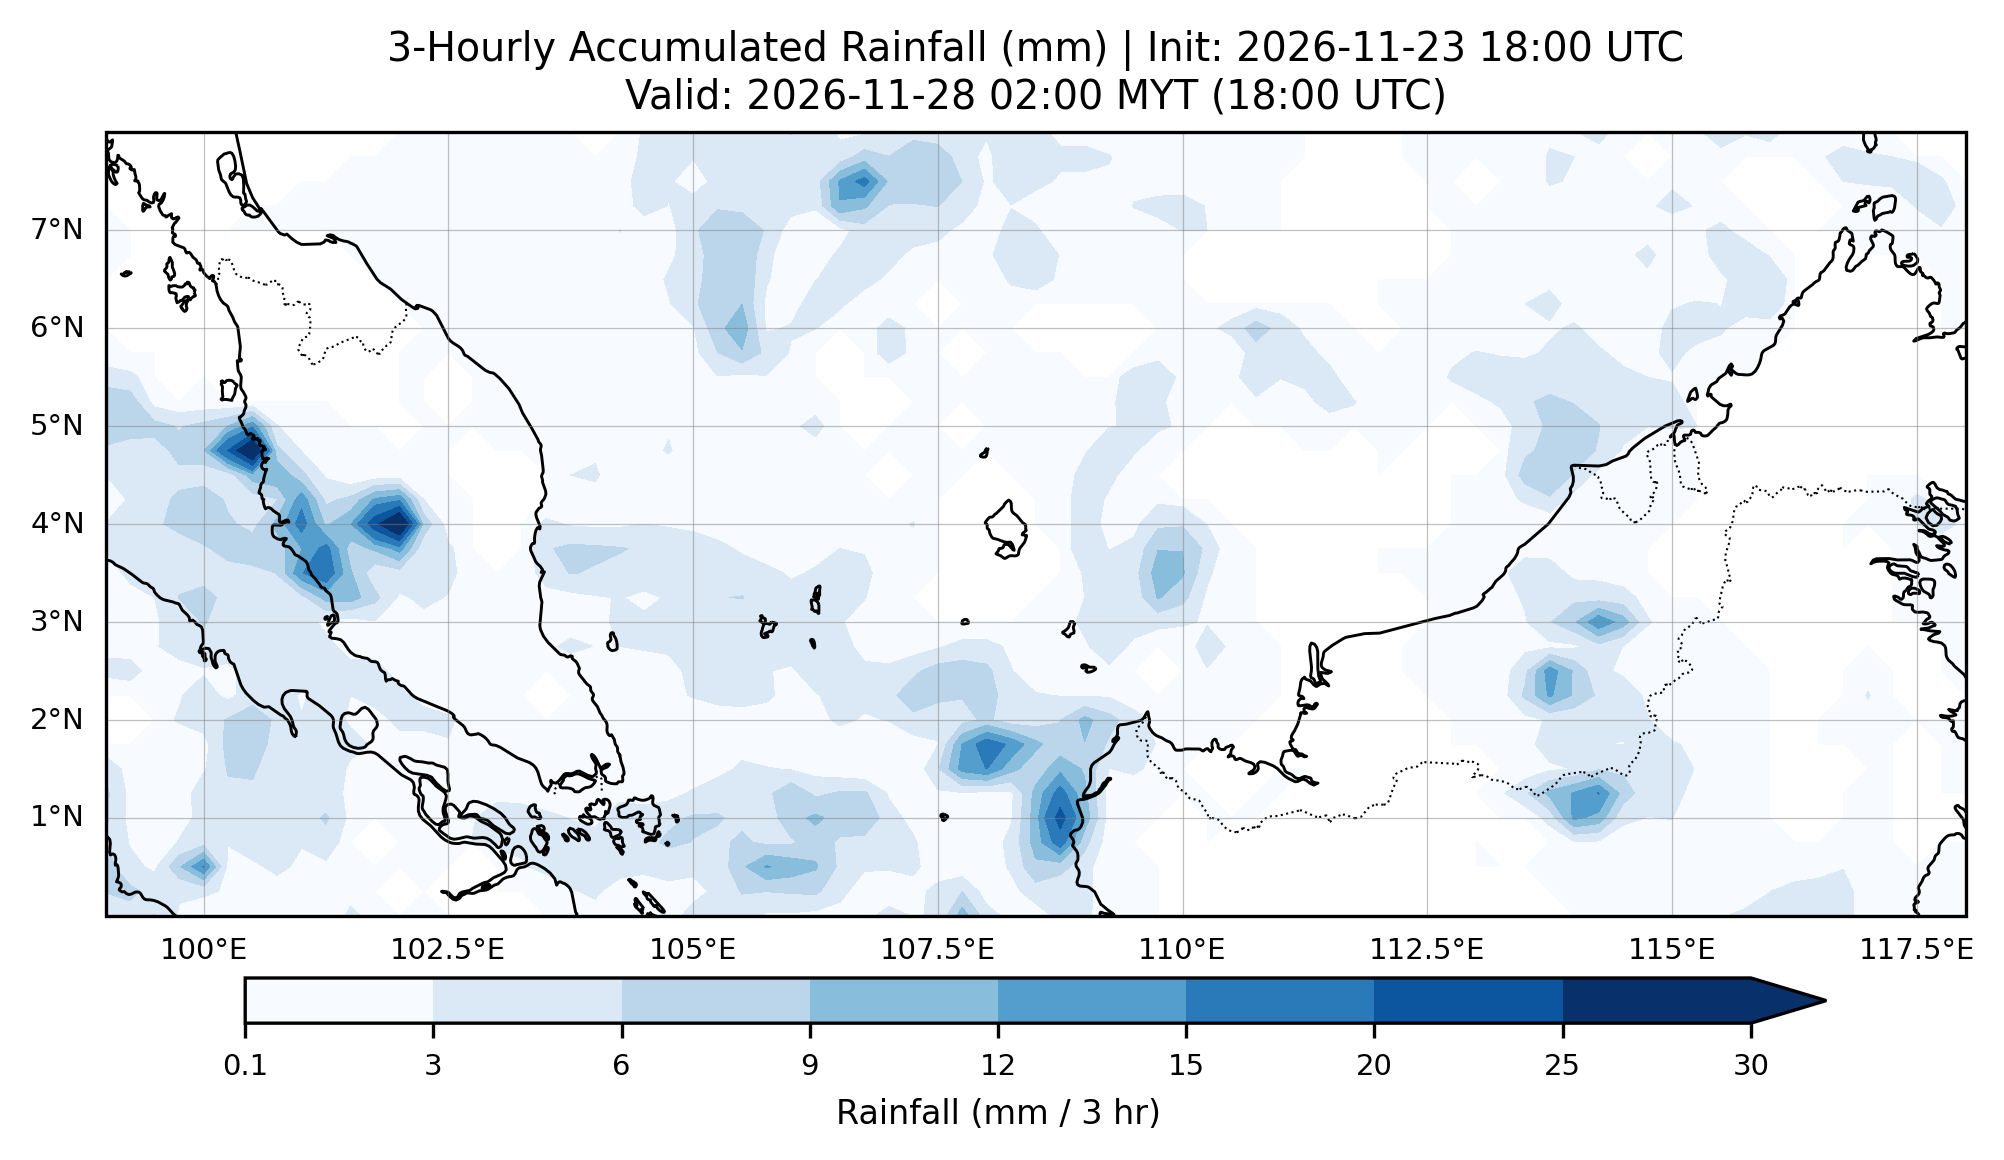 3-Hourly Accumulated Rainfall (mm) | Init: 2026-11-23 18:00 UTC
Valid: 2026-11-28 02:00 MYT (18:00 UTC)
7°N
6°N
5°N
4°N
3°N
2°N
1°N
100°E 102.5°E 105°E 107.5°E 110°E 112.5°E 115°E 117.5°E
0.1 3 6 9 12 15 20 25 30
Rainfall (mm / 3 hr)